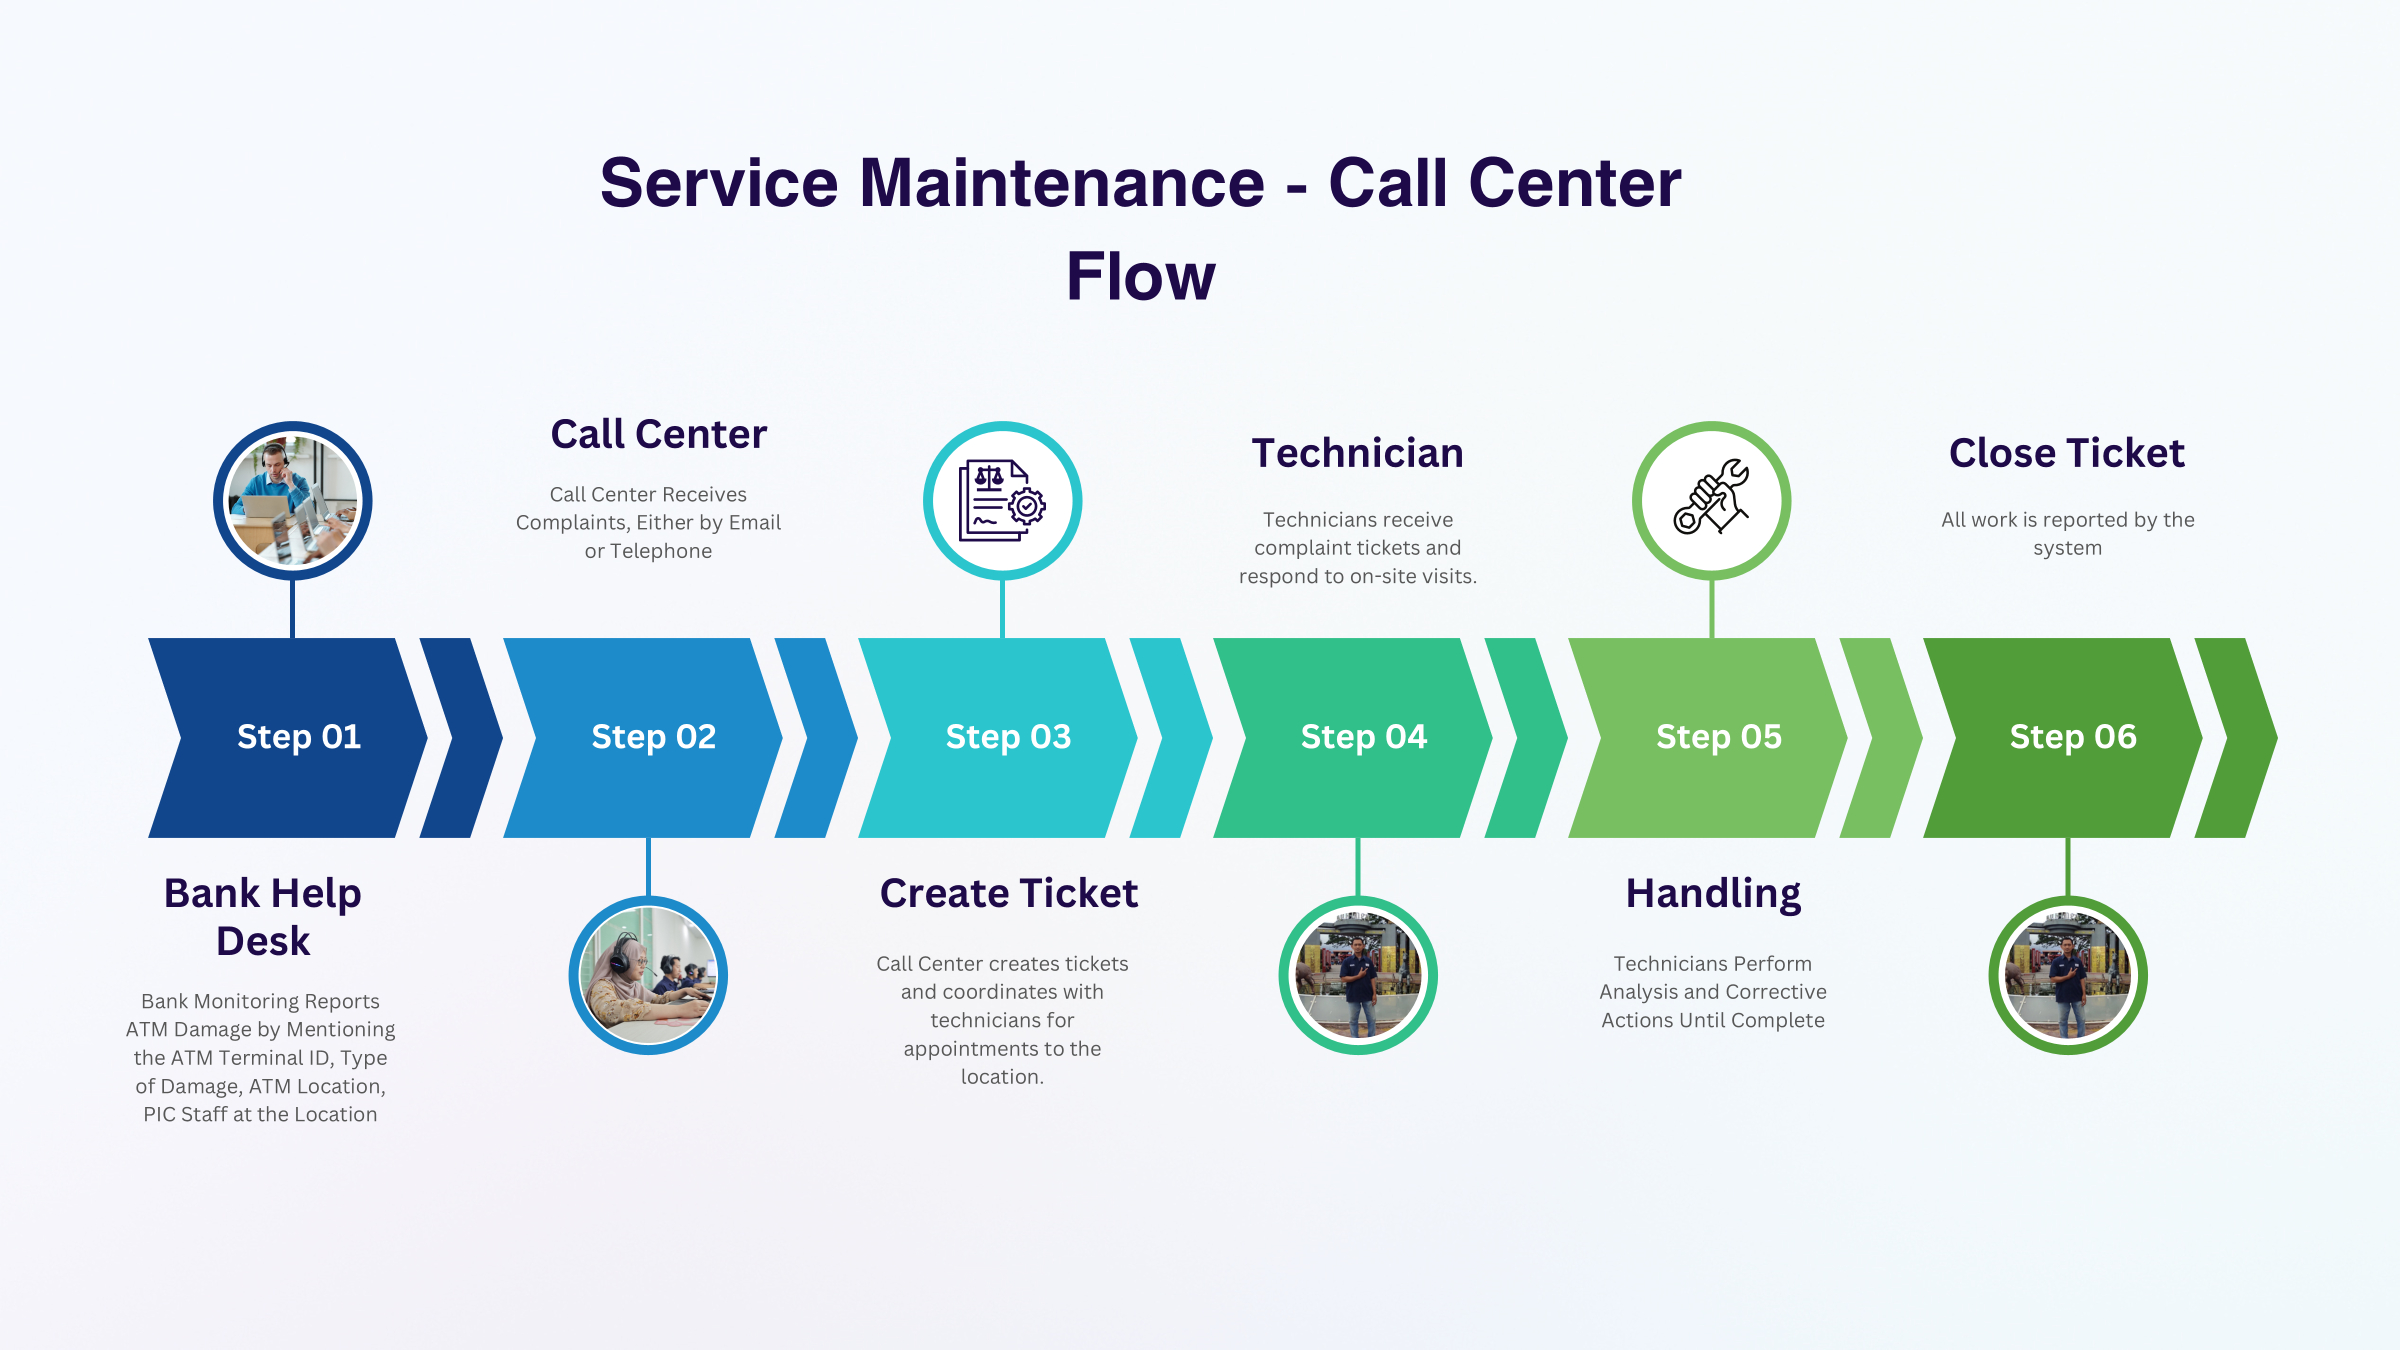 Service Maintenance - Call Center
Flow
Step 01
Bank Help
Desk
Bank Monitoring Reports
ATM Damage by Mentioning
the ATM Terminal ID, Type
of Damage, ATM Location,
PIC Staff at the Location
Call Center
Call Center Receives
Complaints, Either by Email
or Telephone
Step 02
Step 03
Create Ticket
Call Center creates tickets
and coordinates with
technicians for
appointments to the
location.
Technician
Technicians receive
complaint tickets and
respond to on-site visits.
Step 04
Step 05
Handling
Technicians Perform
Analysis and Corrective
Actions Until Complete
Close Ticket
All work is reported by the
system
Step 06